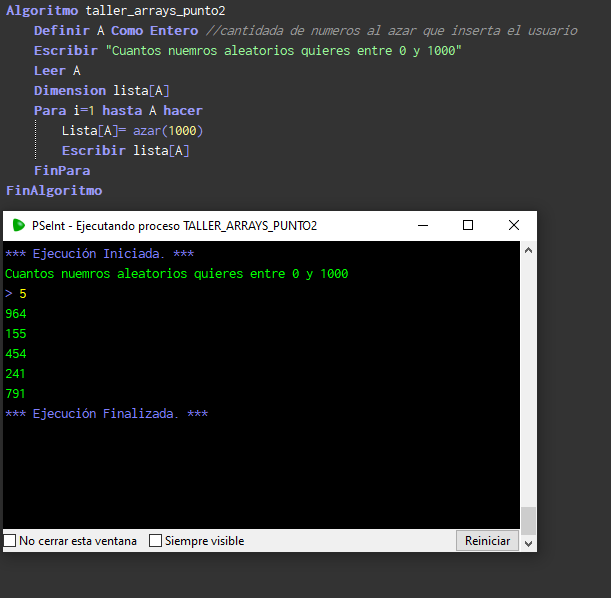 Algoritmo taller_arrays_punto2
Definir A Como Entero //cantidada de numeros al azar que inserta el usuario
Escribir "Cuantos nuemros aleatorios quieres entre 0 y 1000"
Leer A
Dimension lista[A]
Para i=1 hasta A hacer
Lista[A]= azar(1000)
Escribir lista[A]
FinPara
FinAlgoritmo
PSeInt - Ejecutando proceso TALLER_ARRAYS_PUNTO2
*** Ejecución Iniciada. ***
Cuantos nuemros aleatorios quieres entre 0 y 1000
> 5
964
155
454
241
791
*** Ejecución Finalizada. ***
No cerrar esta ventana Siempre visible Reiniciar